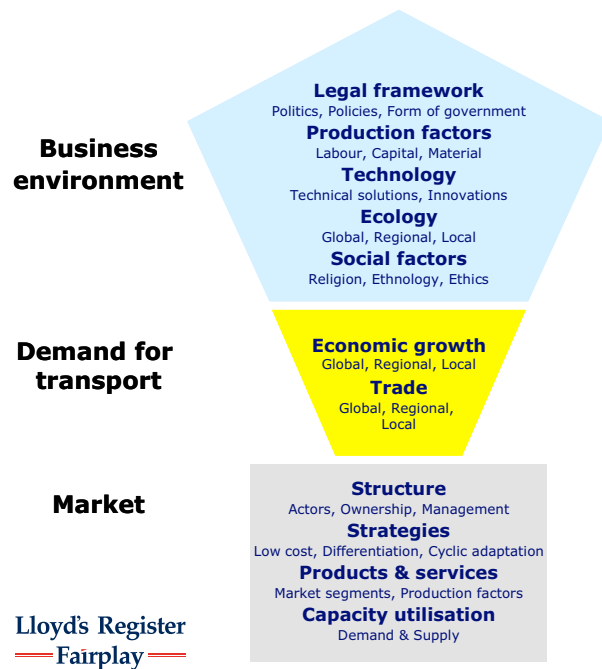 Business
environment
Legal framework
Politics, Policies, Form of government
Production factors
Labour, Capital, Material
Technology
Technical solutions, Innovations
Ecology
Global, Regional, Local
Social factors
Religion, Ethnology, Ethics
Demand for
transport
Economic growth
Global, Regional, Local
Trade
Global, Regional,
Local
Market
Structure
Actors, Ownership, Management
Strategies
Low cost, Differentiation, Cyclic adaptation
Products & services
Market segments, Production factors
Capacity utilisation
Demand & Supply
Lloyd's Register
Fairplay